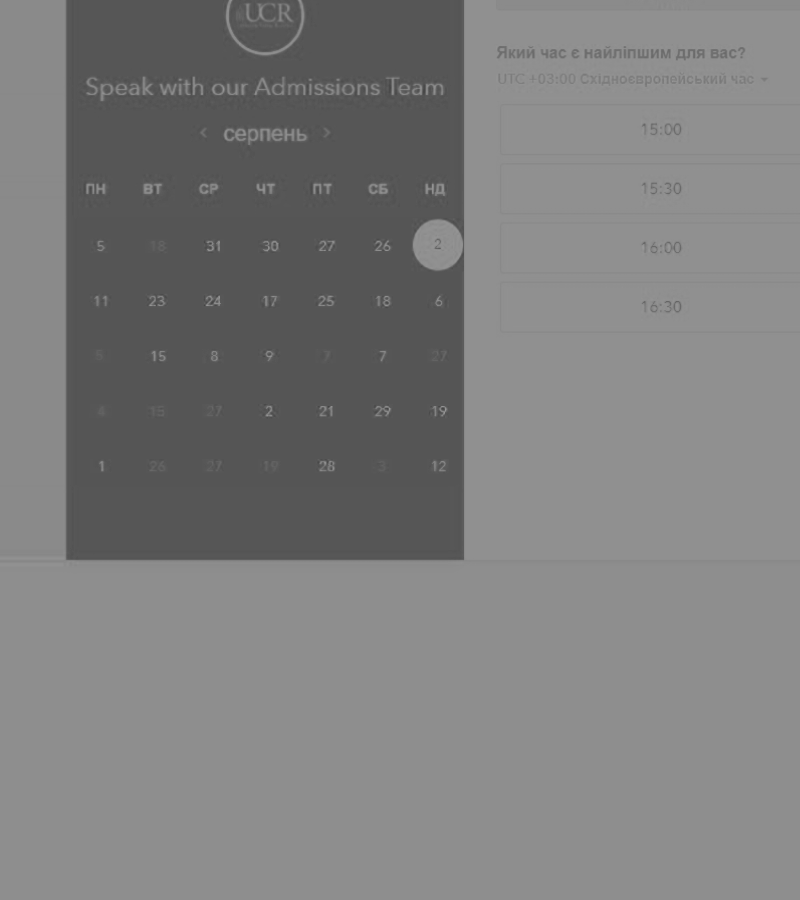 UCR
Speak with our Admissions Team
‹ серпень ›
ПН ВТ СР ЧТ ПТ СБ НД
5 18 31 30 27 26 2
11 23 24 17 25 18 6
5 15 8 9 7 7 27
4 15 27 2 21 29 19
1 26 27 19 28 3 12
Який час є найліпшим для вас?
UTC +03:00 Східноєвропейський час
15:00
15:30
16:00
16:30